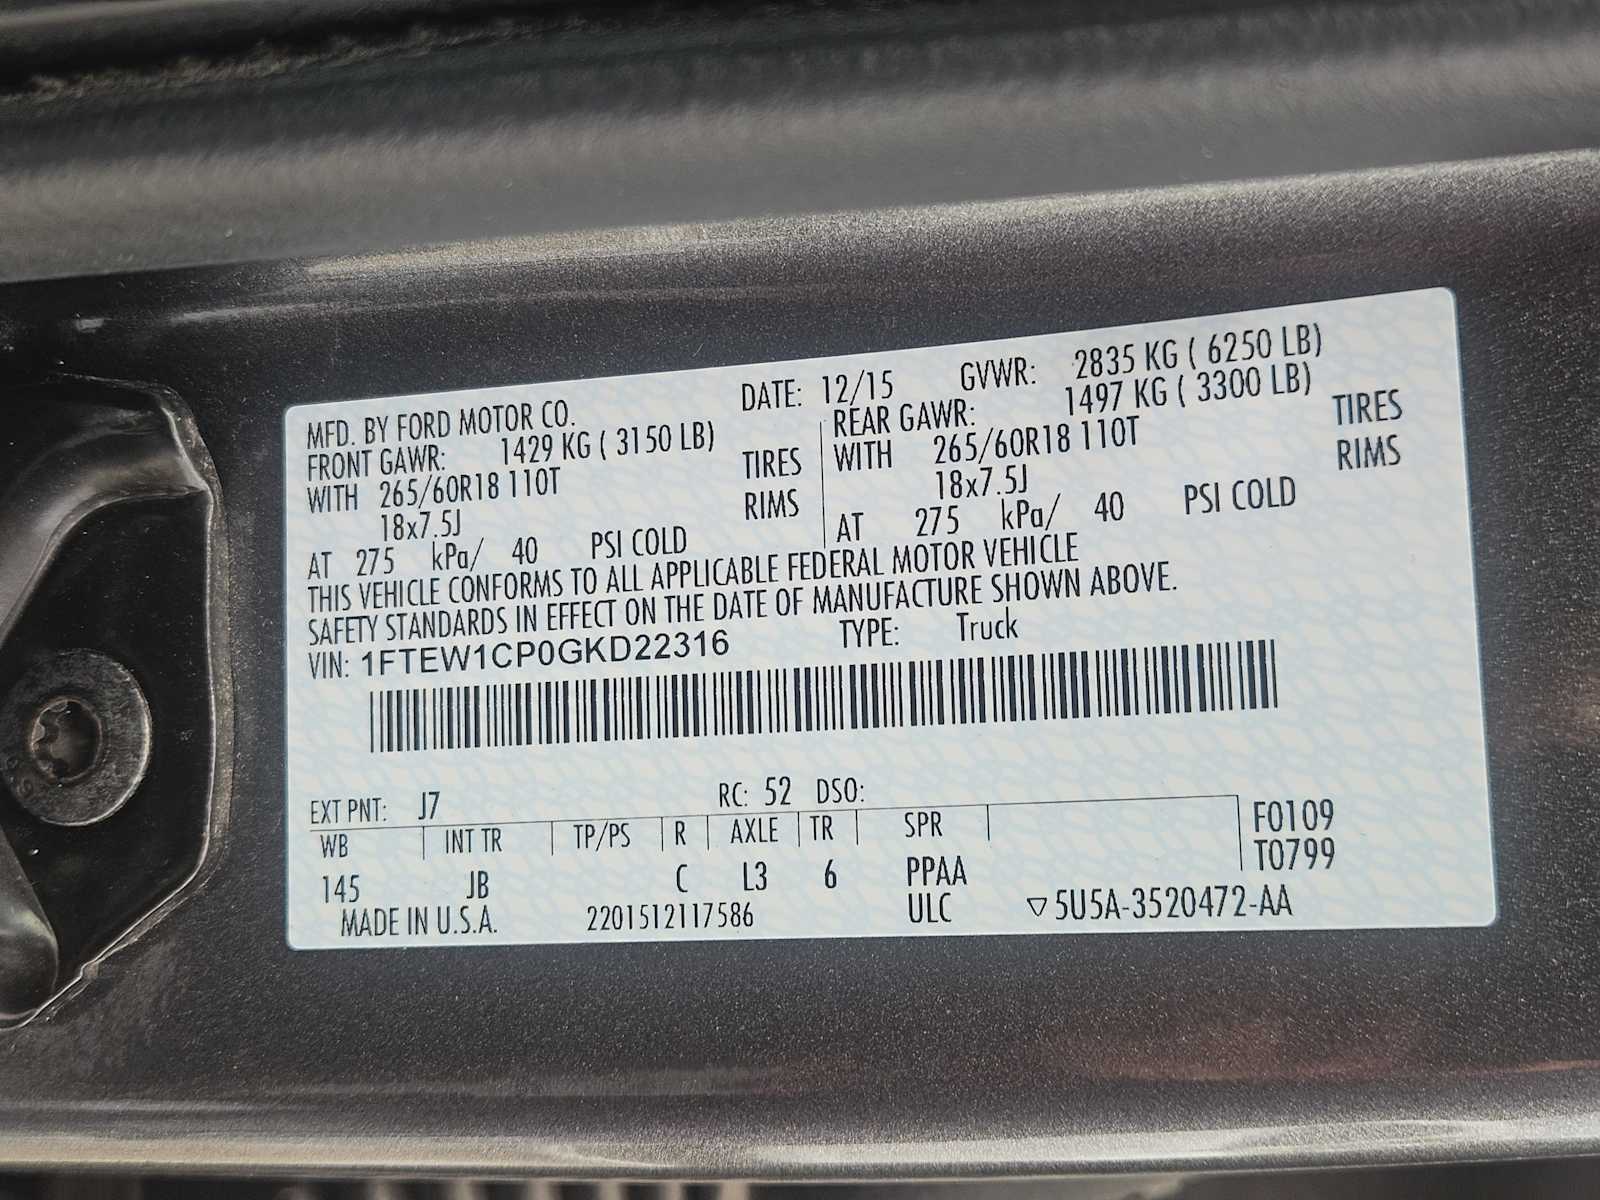 MFD. BY FORD MOTOR CO. DATE: 12/15 GVWR: 2835 KG ( 6250 LB)
FRONT GAWR: 1429 KG ( 3150 LB) REAR GAWR: 1497 KG ( 3300 LB)
WITH 265/60R18 110T TIRES WITH 265/60R18 110T TIRES
18x7.5J RIMS 18x7.5J RIMS
AT 275 kPa/ 40 PSI COLD AT 275 kPa/ 40 PSI COLD
THIS VEHICLE CONFORMS TO ALL APPLICABLE FEDERAL MOTOR VEHICLE
SAFETY STANDARDS IN EFFECT ON THE DATE OF MANUFACTURE SHOWN ABOVE.
VIN: 1FTEW1CP0GKD22316 TYPE: Truck
EXT PNT: J7 RC: 52 DSO:
WB INT TR TP/PS R AXLE TR SPR F0109
T0799
145 JB C L3 6 PPAA
MADE IN U.S.A. 2201512117586 ULC ▽5U5A-3520472-AA